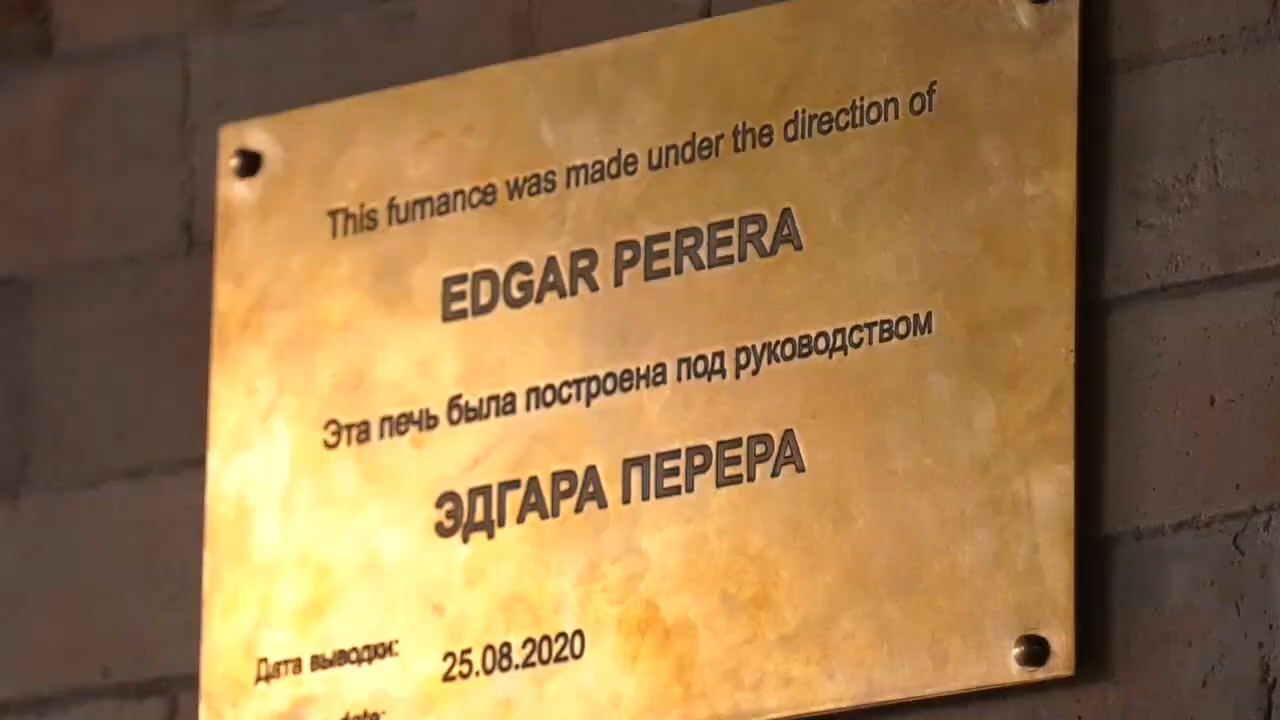 This furnance was made under the direction of
EDGAR PERERA
Эта печь была построена под руководством
ЭДГАРА ПЕРЕРА
Дата выводки: 25.08.2020
date: